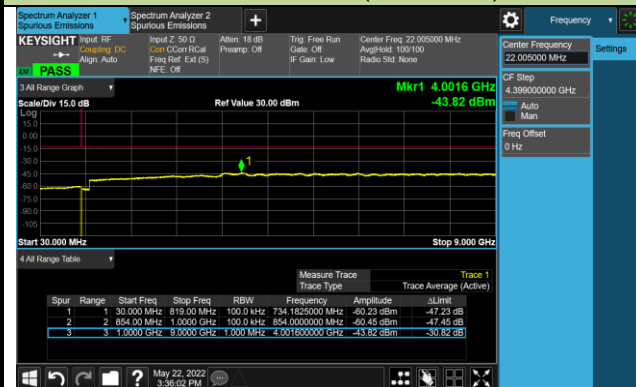 Spectrum Analyzer 1
Spurious Emissions
Spectrum Analyzer 2
Spurious Emissions
+
Frequency
KEYSIGHT
Input: RF
Coupling: DC
Align: Auto
Input Z: 50 Ω
Corr CCorr RCal
Freq Ref: Ext (S)
NFE: Off
Atten: 18 dB
Preamp: Off
Trig: Free Run
Gate: Off
IF Gain: Low
Center Freq: 22.005000 MHz
Avg|Hold: 100/100
Radio Std: None
PASS
Center Frequency
22.005000 MHz
Settings
CF Step
4.399000000 GHz
Auto
Man
Freq Offset
0 Hz
3 All Range Graph
Mkr1 4.0016 GHz
Scale/Div 15.0 dB
Ref Value 30.00 dBm
-43.82 dBm
Log
15.0
0.00
-15.0
-30.0
-45.0
-60.0
-75.0
-90.0
-105
1
Start 30.000 MHz
Stop 9.000 GHz
4 All Range Table
Measure Trace Trace 1
Trace Type Trace Average (Active)
Spur Range Start Freq Stop Freq RBW Frequency Amplitude ΔLimit
1 1 30.000 MHz 819.00 MHz 100.0 kHz 734.1825000 MHz -60.23 dBm -47.23 dB
2 2 854.00 MHz 1.0000 GHz 100.0 kHz 854.0000000 MHz -60.45 dBm -47.45 dB
3 3 1.0000 GHz 9.0000 GHz 1.000 MHz 4.001600000 GHz -43.82 dBm -30.82 dB
?
May 22, 2022
3:36:02 PM